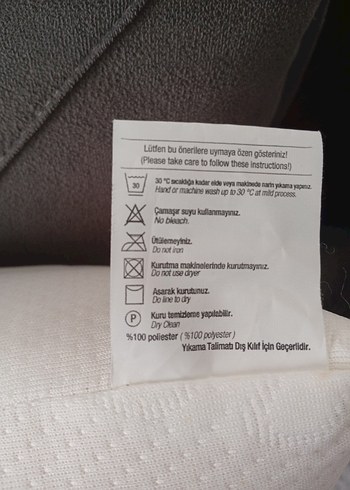 Lütfen bu önerilere uymaya özen gösteriniz!
(Please take care to follow these instructions!)
30
30 °C sıcaklığa kadar elde veya makinede narin yıkama yapınız.
Hand or machine wash up to 30 °C at mild process.
Çamaşır suyu kullanmayınız.
No bleach.
Ütülemeyiniz.
Do not iron
Kurutma makinelerinde kurutmayınız.
Do not use dryer
Asarak kurutunuz.
Do line to dry
P
Kuru temizleme yapılabilir.
Dry Clean
%100 poliester ( %100 polyester )
Yıkama Talimatı Dış Kılıf İçin Geçerlidir.